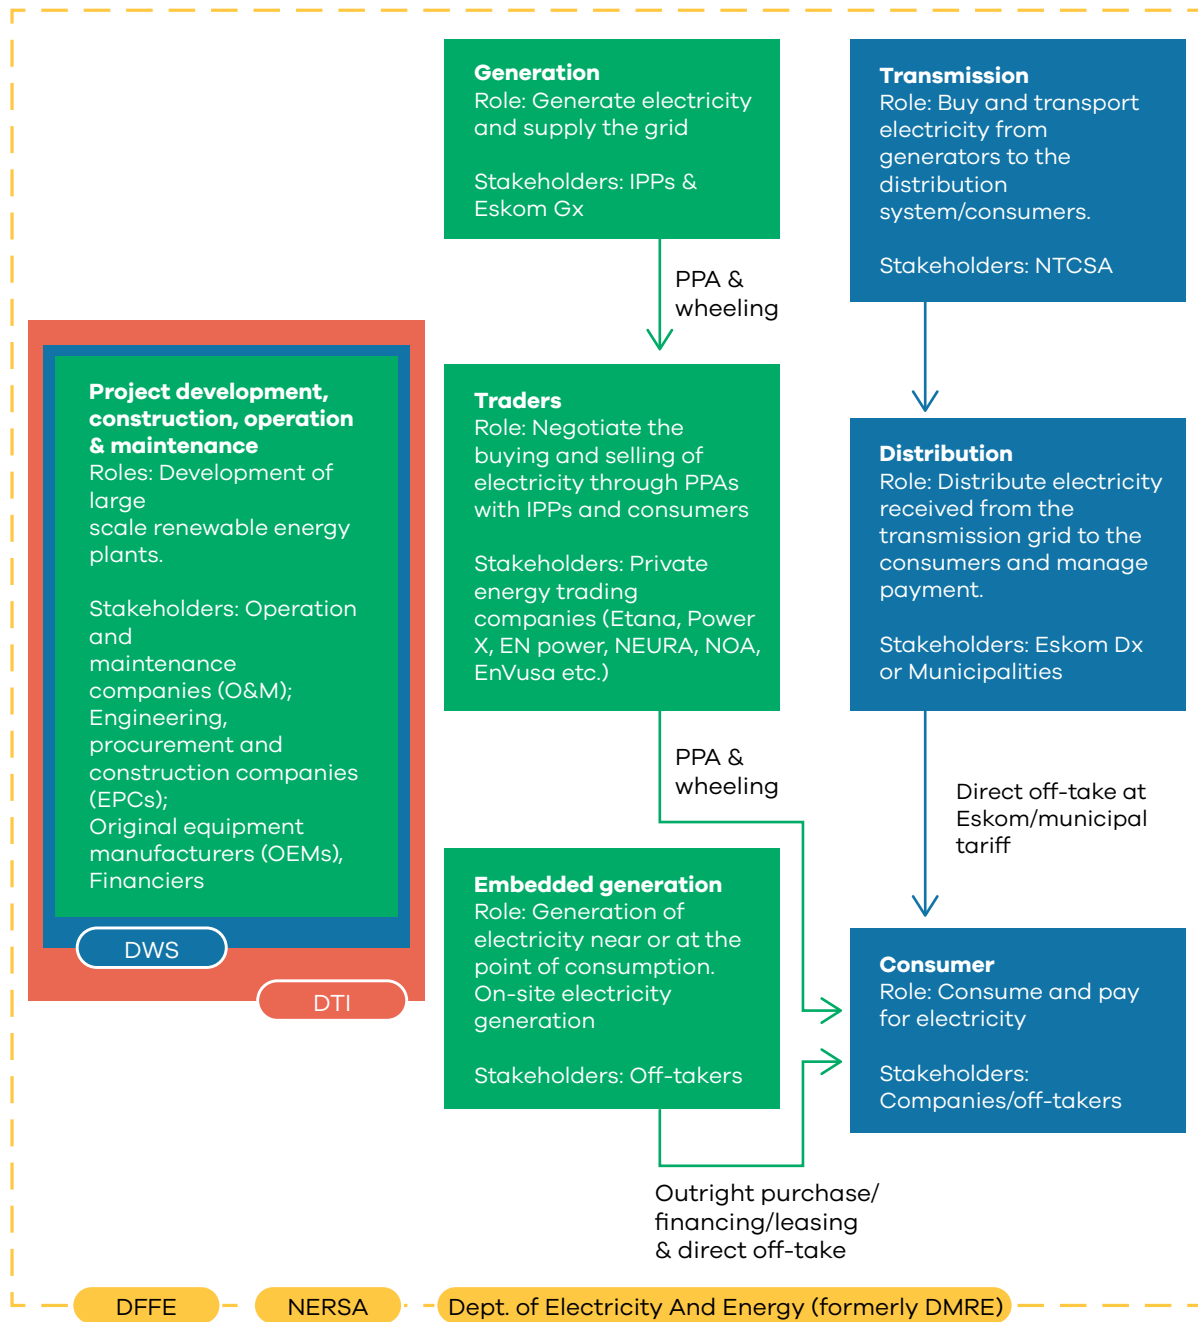 Generation
Role: Generate electricity
and supply the grid
Stakeholders: IPPs &
Eskom Gx
Transmission
Role: Buy and transport
electricity from
generators to the
distribution
system/consumers.
Stakeholders: NTCSA
PPA &
wheeling
Project development,
construction, operation
& maintenance
Roles: Development of
large
scale renewable energy
plants.
Stakeholders: Operation
and
maintenance
companies (O&M);
Engineering,
procurement and
construction companies
(EPCs);
Original equipment
manufacturers (OEMs),
Financiers
DWS
DTI
Traders
Role: Negotiate the
buying and selling of
electricity through PPAs
with IPPs and consumers
Stakeholders: Private
energy trading
companies (Etana, Power
X, EN power, NEURA, NOA,
EnVusa etc.)
Distribution
Role: Distribute electricity
received from the
transmission grid to the
consumers and manage
payment.
Stakeholders: Eskom Dx
or Municipalities
PPA &
wheeling
Direct off-take at
Eskom/municipal
tariff
Embedded generation
Role: Generation of
electricity near or at the
point of consumption.
On-site electricity
generation
Stakeholders: Off-takers
Consumer
Role: Consume and pay
for electricity
Stakeholders:
Companies/off-takers
Outright purchase/
financing/leasing
& direct off-take
DFFE
NERSA
Dept. of Electricity And Energy (formerly DMRE)